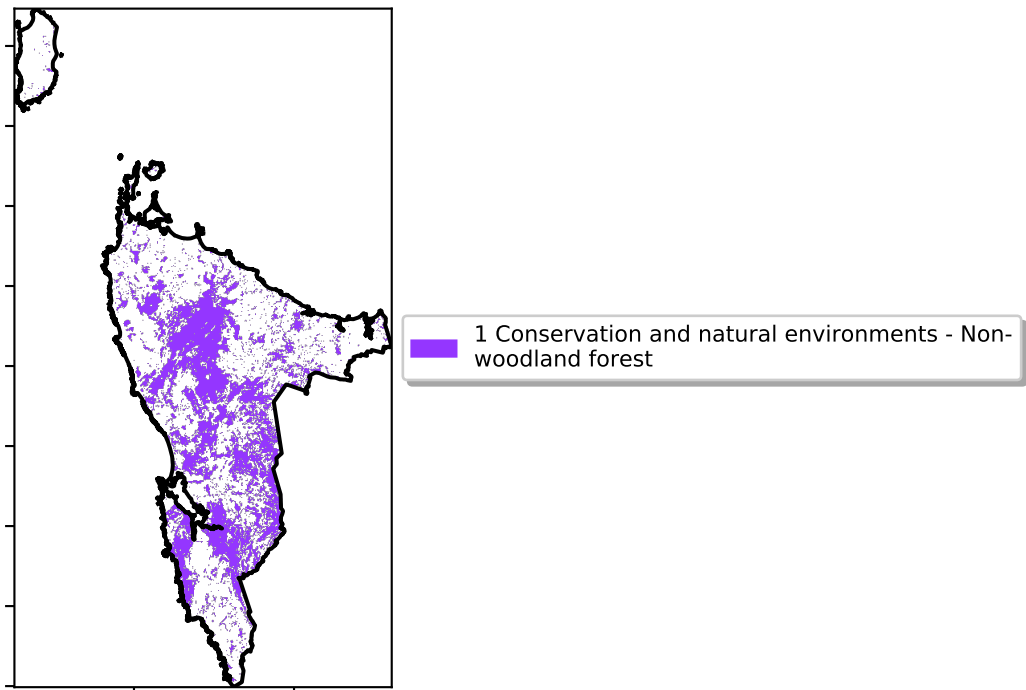 1 Conservation and natural environments - Non-
woodland forest